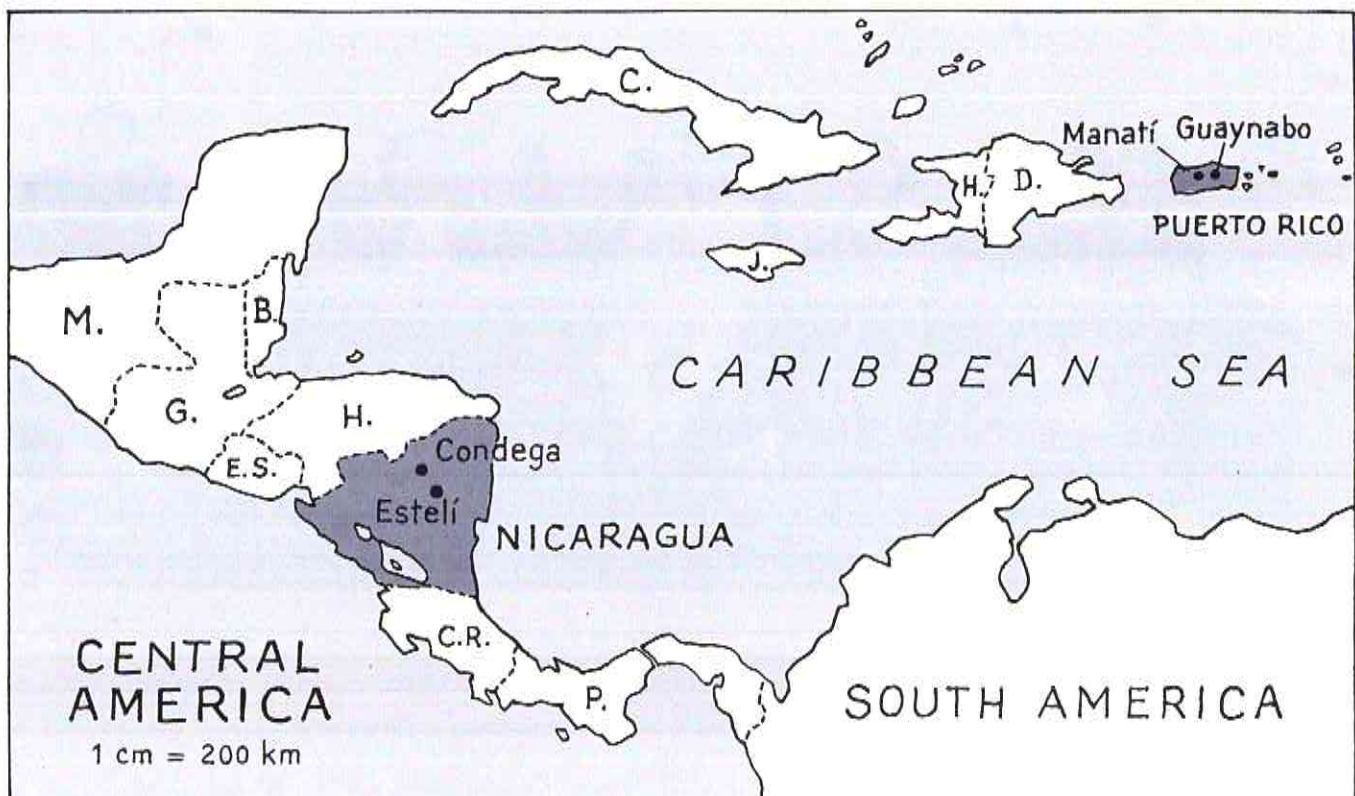 C.
Manatí Guaynabo
H. D.
PUERTO RICO
J.
M.
B.
CARIBBEAN SEA
G.
H.
E.S.
Condega
Estelí
NICARAGUA
C.R.
P.
CENTRAL
AMERICA
1 cm = 200 km
SOUTH AMERICA